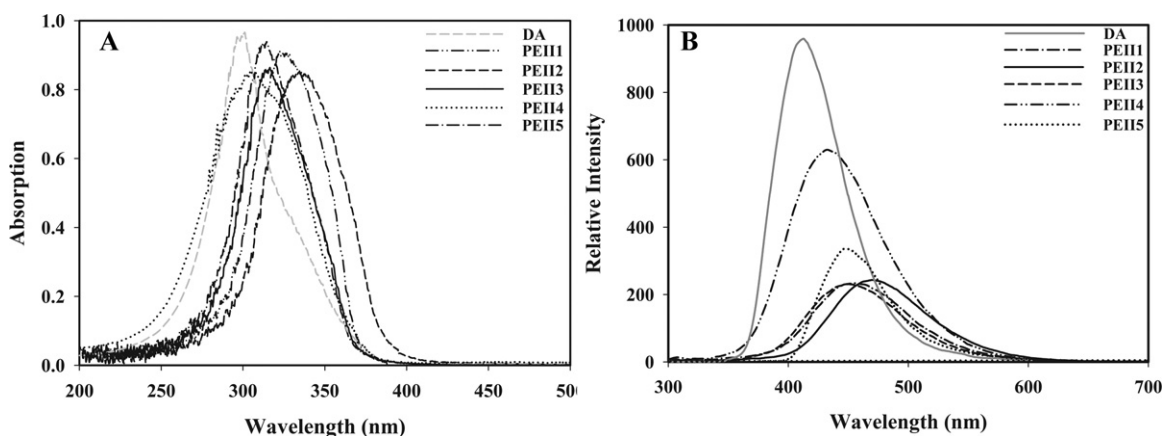 A
DA
PEII1
PEII2
PEII3
PEII4
PEII5
1.0
0.8
0.6
0.4
0.2
0.0
200 250 300 350 400 450 500
Absorption
Wavelength (nm)
B
DA
PEII1
PEII2
PEII3
PEII4
PEII5
1000
800
600
400
200
0
300 400 500 600 700
Relative Intensity
Wavelength (nm)